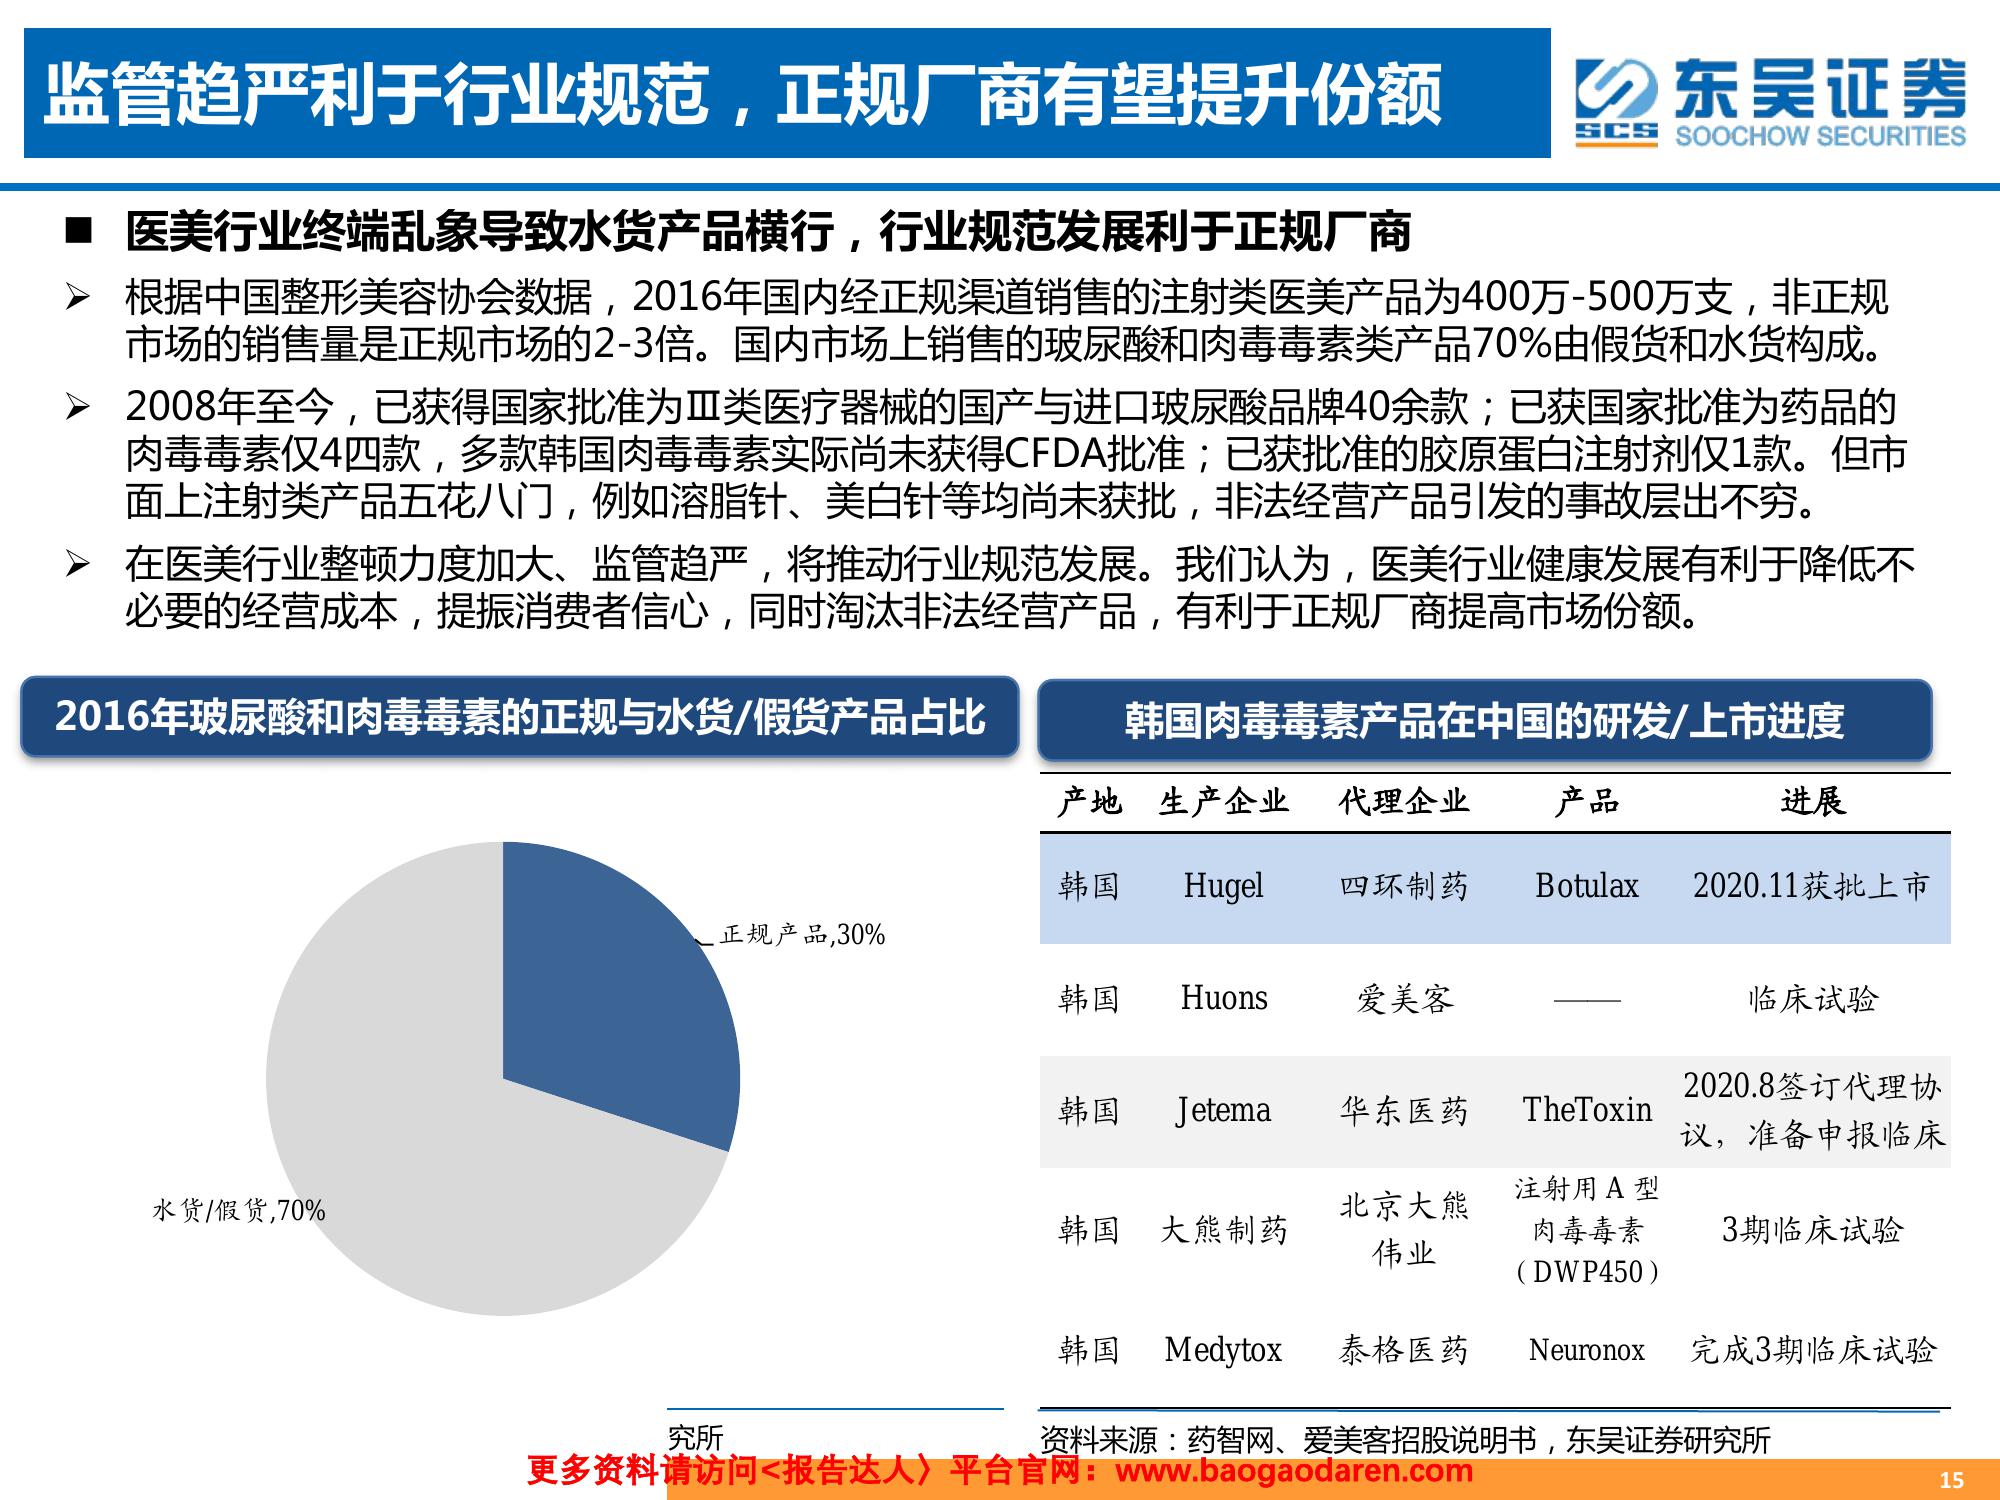 监管趋严利于行业规范，正规厂商有望提升份额
东吴证券
SCS
SOOCHOW SECURITIES
■ 医美行业终端乱象导致水货产品横行，行业规范发展利于正规厂商
➢ 根据中国整形美容协会数据，2016年国内经正规渠道销售的注射类医美产品为400万-500万支，非正规
市场的销售量是正规市场的2-3倍。国内市场上销售的玻尿酸和肉毒毒素类产品70%由假货和水货构成。
➢ 2008年至今，已获得国家批准为Ⅲ类医疗器械的国产与进口玻尿酸品牌40余款；已获国家批准为药品的
肉毒毒素仅4四款，多款韩国肉毒毒素实际尚未获得CFDA批准；已获批准的胶原蛋白注射剂仅1款。但市
面上注射类产品五花八门，例如溶脂针、美白针等均尚未获批，非法经营产品引发的事故层出不穷。
➢ 在医美行业整顿力度加大、监管趋严，将推动行业规范发展。我们认为，医美行业健康发展有利于降低不
必要的经营成本，提振消费者信心，同时淘汰非法经营产品，有利于正规厂商提高市场份额。
2016年玻尿酸和肉毒毒素的正规与水货/假货产品占比
正规产品,30%
水货/假货,70%
究所
韩国肉毒毒素产品在中国的研发/上市进度
产地 生产企业 代理企业 产品 进展
韩国 Hugel 四环制药 Botulax 2020.11获批上市
韩国 Huons 爱美客 —— 临床试验
韩国 Jetema 华东医药 TheToxin 2020.8签订代理协
议，准备申报临床
韩国 大熊制药 北京大熊
伟业 注射用 A 型
肉毒毒素
（DWP450） 3期临床试验
韩国 Medytox 泰格医药 Neuronox 完成3期临床试验
资料来源：药智网、爱美客招股说明书，东吴证券研究所
更多资料请访问<报告达人〉平台官网：www.baogaodaren.com
15